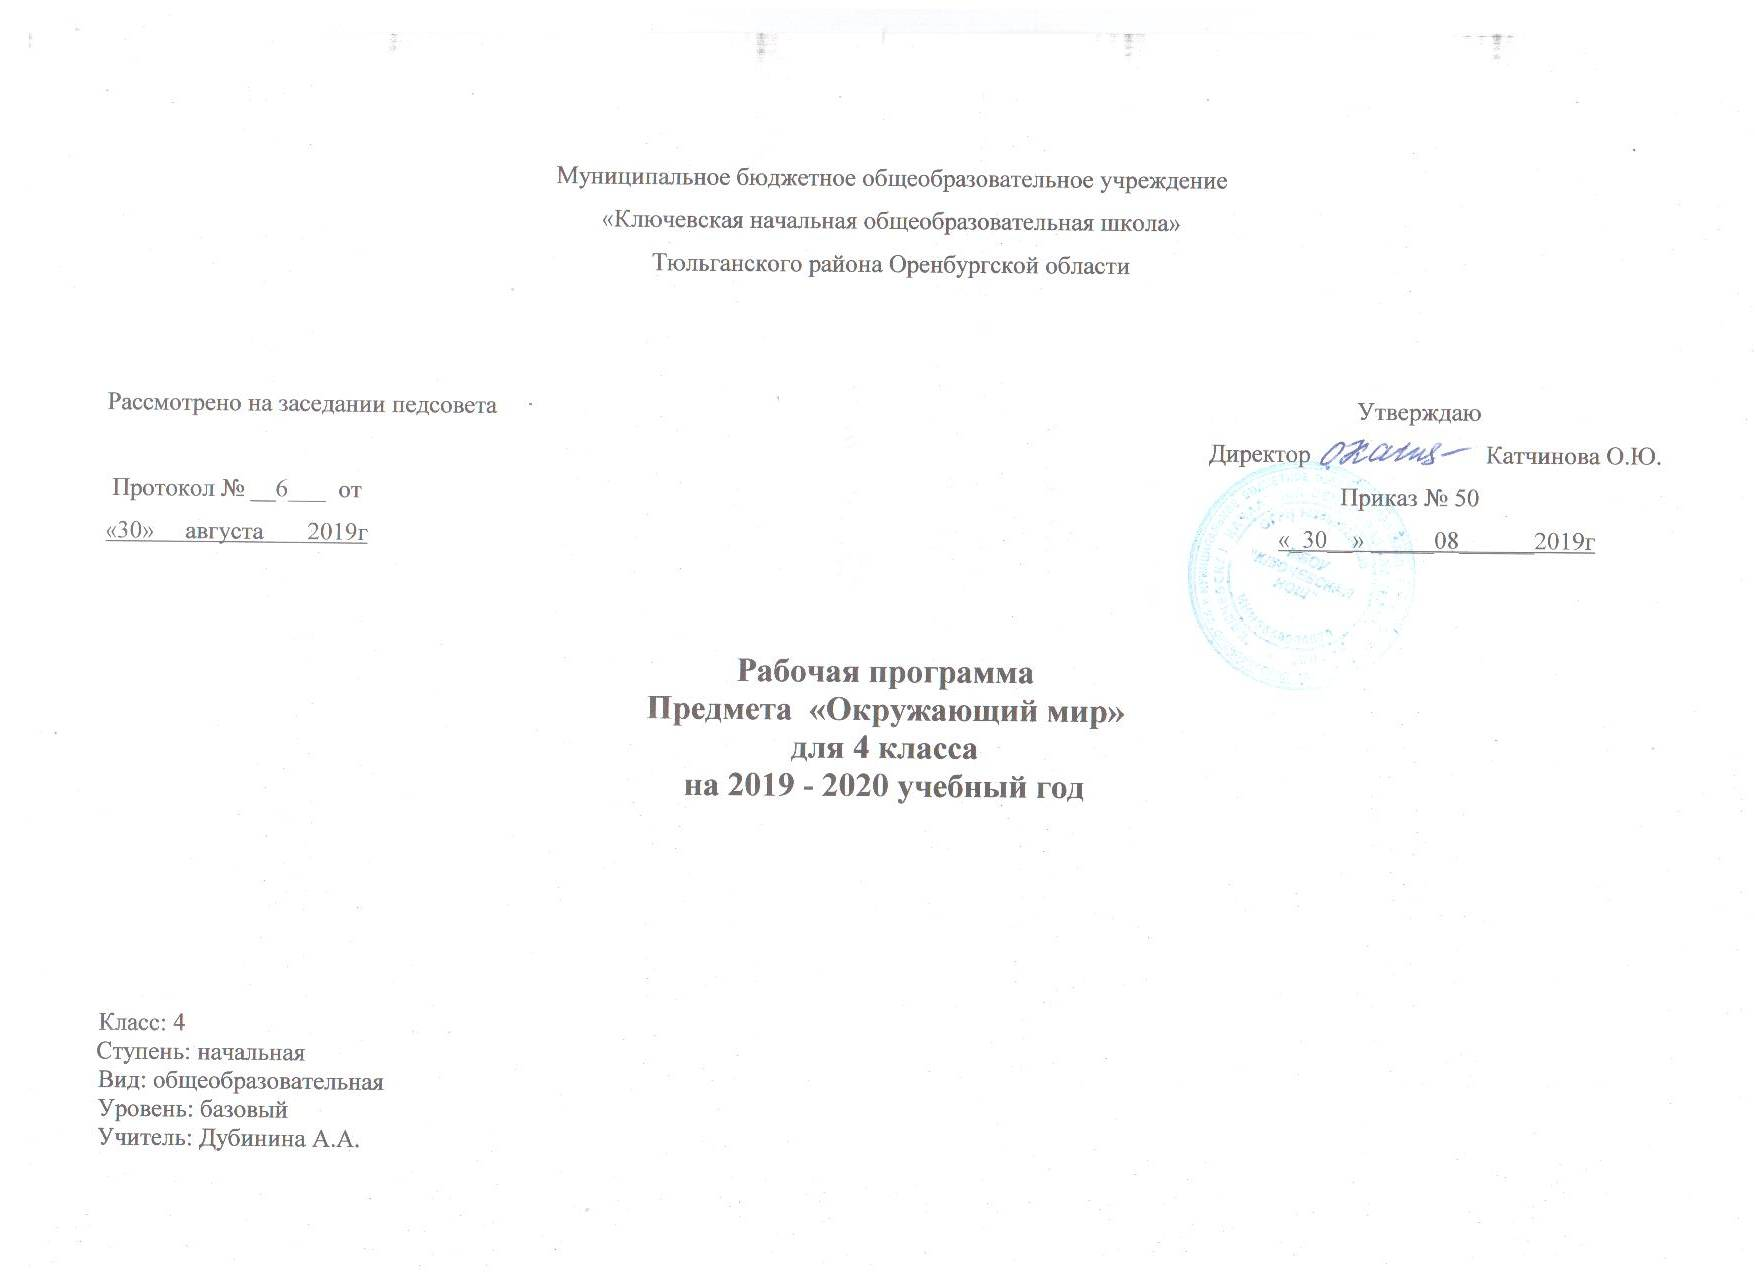 Муниципальное бюджетное общеобразовательное учреждение
«Ключевская начальная общеобразовательная школа»
Тюльганского района Оренбургской области
Рассмотрено на заседании педсовета
Утверждаю
Директор Катчинова О.Ю.
Протокол № __6___ от
Приказ № 50
«30» августа 2019г
«_30__» _____08______2019г
Рабочая программа
Предмета «Окружающий мир»
для 4 класса
на 2019 - 2020 учебный год
Класс: 4
Ступень: начальная
Вид: общеобразовательная
Уровень: базовый
Учитель: Дубинина А.А.